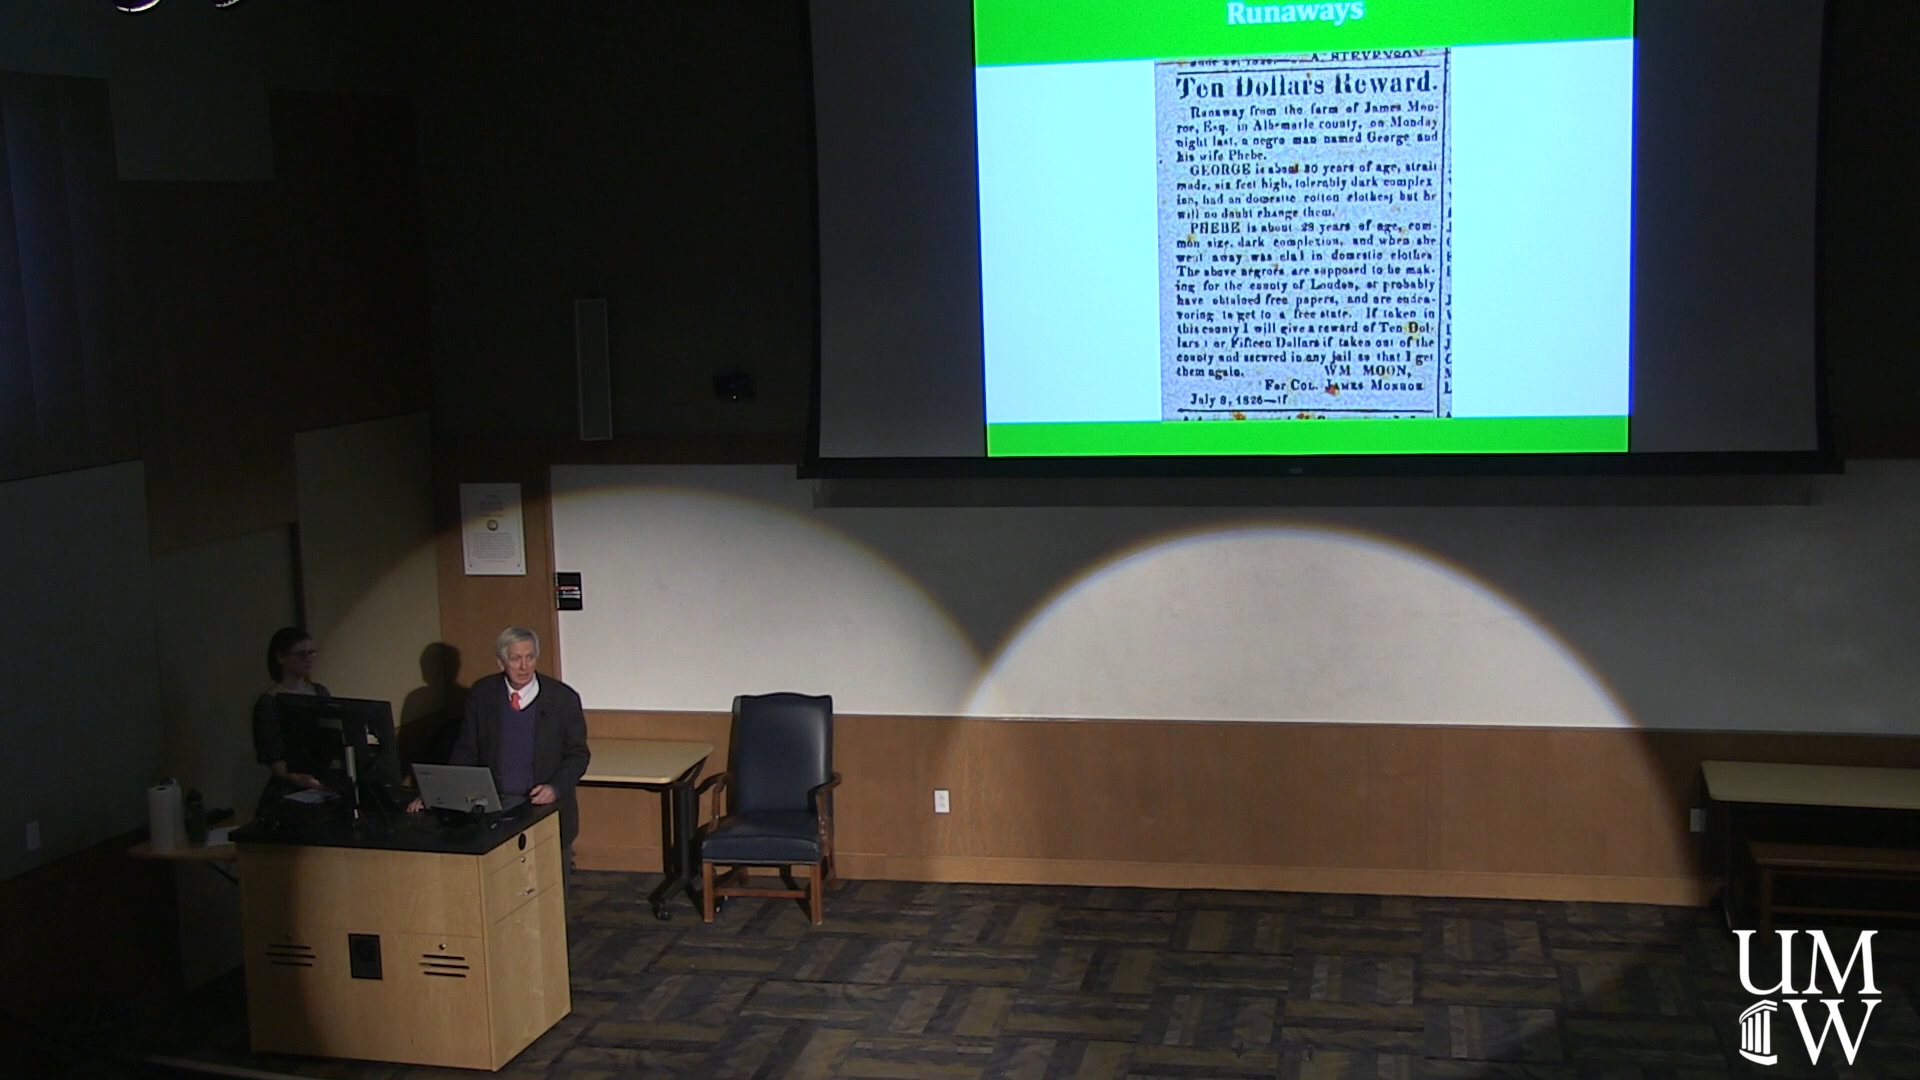 Runaways
A. STEVENSON
Ten Dollars Reward.
Runaway from the farm of James Mon-
roe, Esq. in Albemarle county, on Monday
night last, a negro man named George and
his wife Phebe.
GEORGE is about 30 years of age, strait
made, six feet high, tolerably dark complex
ion, had on domestic cotton clothes; but he
will no doubt change them.
PHEBE is about 28 years of age, com-
mon size, dark complexion, and when she
went away was clad in domestic clothes
The above negroes are supposed to be mak-
ing for the county of Loudon, or probably
have obtained free papers, and are endea-
voring to get to a free state. If taken in
this county I will give a reward of Ten Dol-
lars; or Fifteen Dollars if taken out of the
county and secured in any jail so that I get
them again. WM MOON,
For COL. JAMES MONROE
July 8, 1826—tf
UM
W